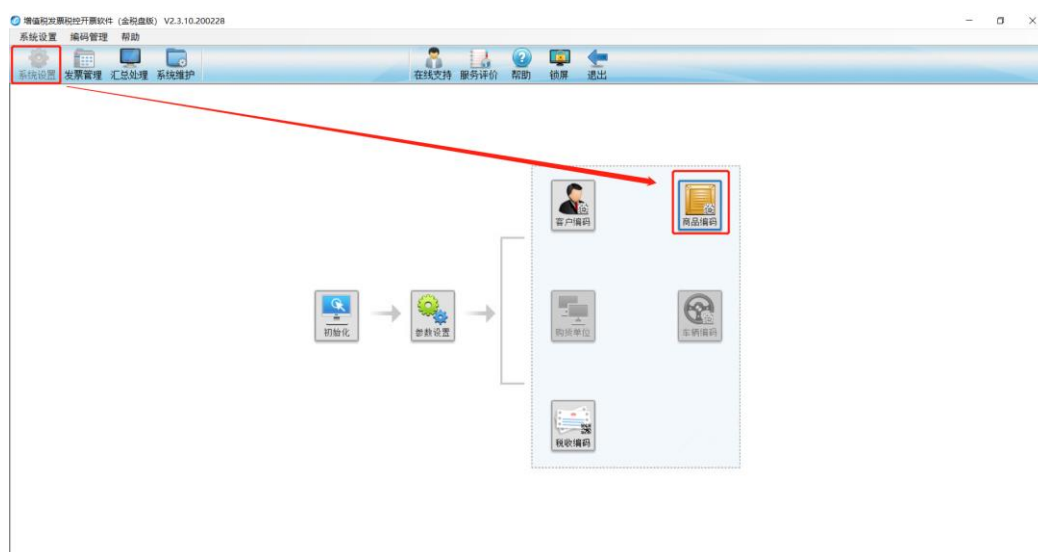 增值税发票税控开票软件 (金税盘版) V2.3.10.200228
系统设置 编码管理 帮助
系统设置 发票管理 汇总处理 系统维护 在线支持 服务评价 帮助 锁屏 退出
客户编码 商品编码
初始化 参数设置 购货单位 车辆编码
税收编码